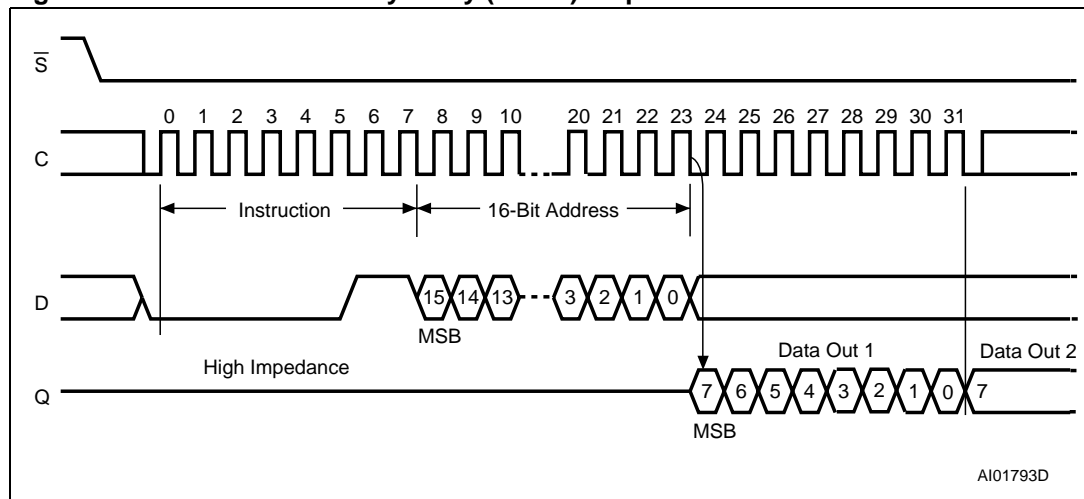 S
0 1 2 3 4 5 6 7 8 9 10 20 21 22 23 24 25 26 27 28 29 30 31
C
Instruction 16-Bit Address
D
15 14 13 3 2 1 0
MSB
High Impedance
Data Out 1 Data Out 2
Q
7 6 5 4 3 2 1 0 7
MSB
AI01793D